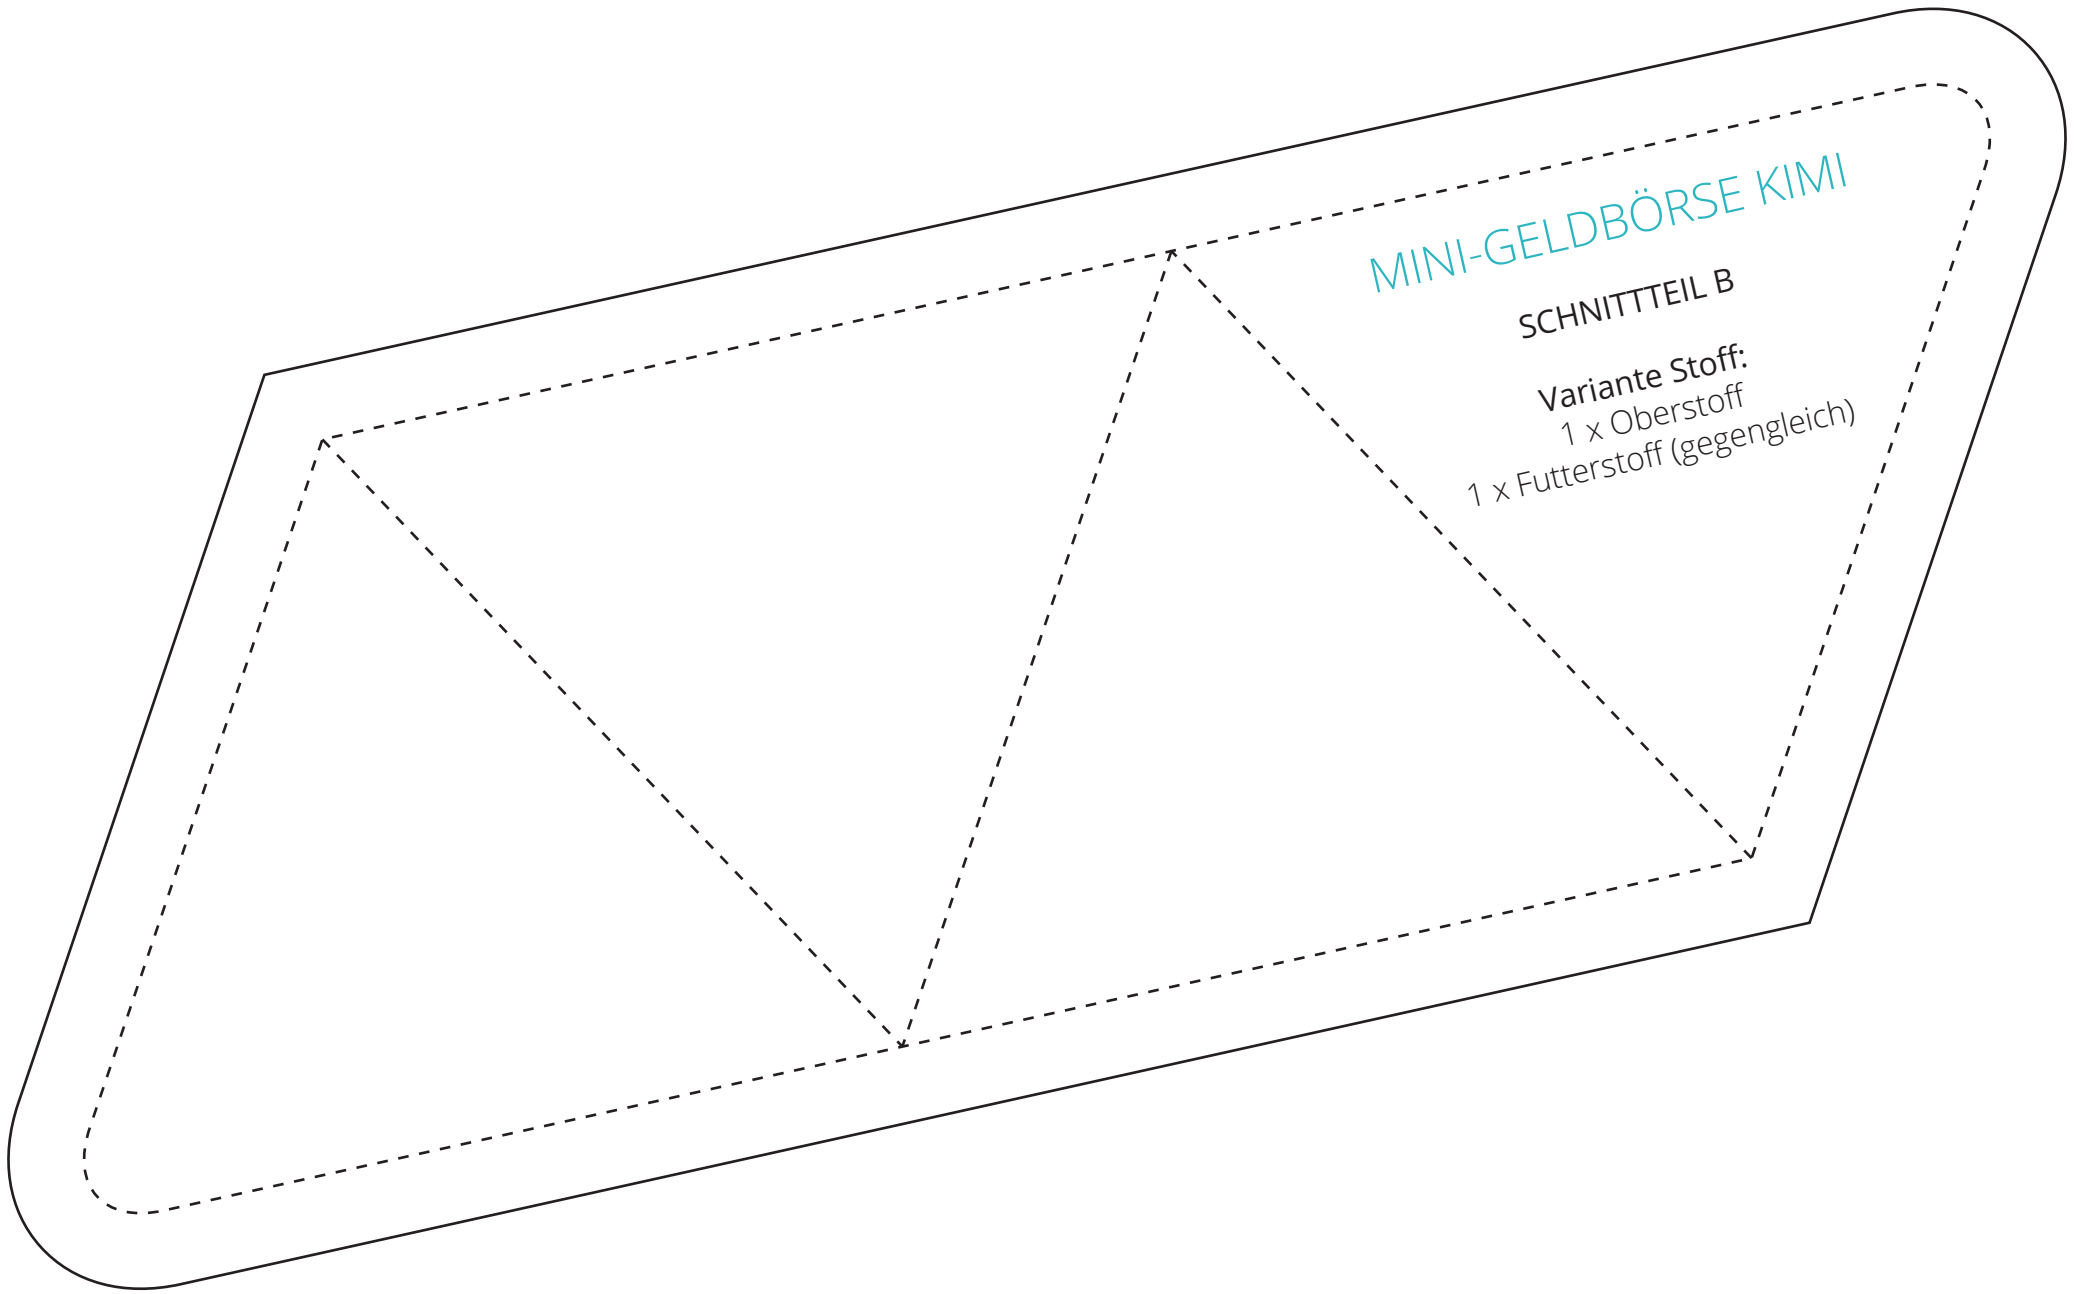 MINI-GELDBÖRSE KIMI
SCHNITTTEIL B
Variante Stoff:
1 x Oberstoff
1 x Futterstoff (gegengleich)